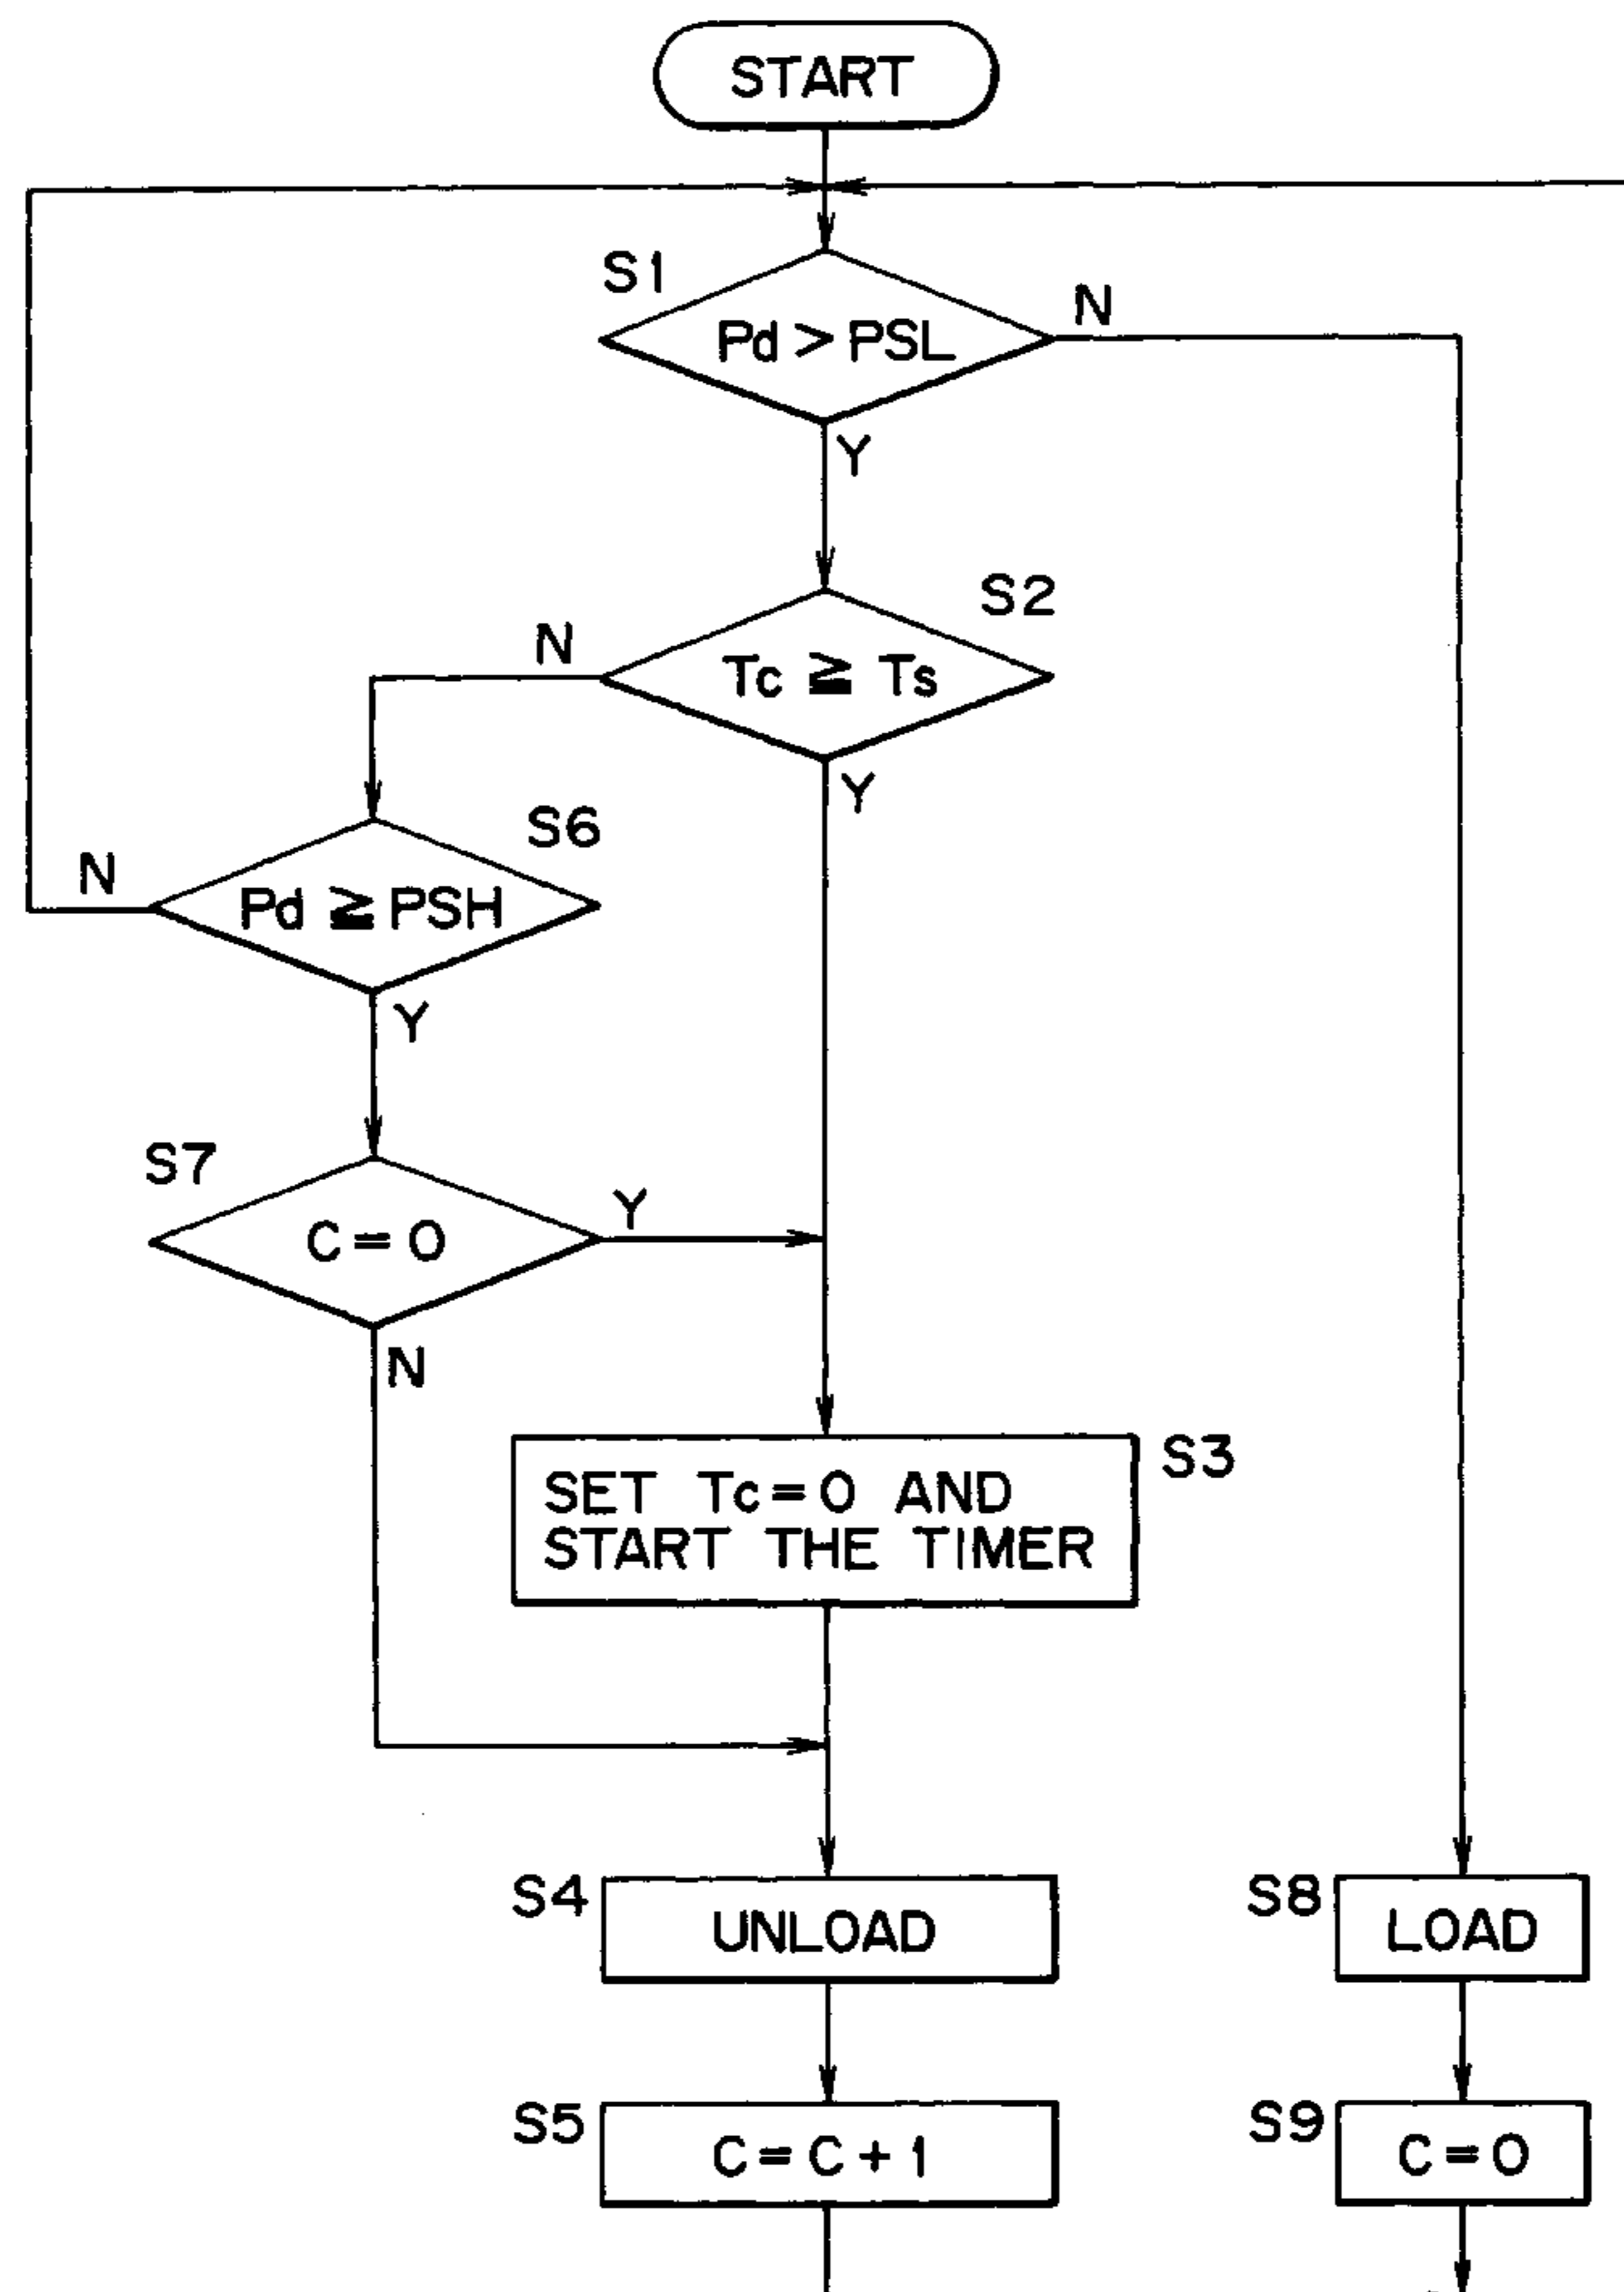 START
S1
Pd > PSL
N
Y
S2
Tc ≧ Ts
N
Y
S6
Pd ≧ PSH
N
Y
S7
C = 0
Y
N
S3
SET Tc = 0 AND
START THE TIMER
S4
UNLOAD
S8
LOAD
S5
C = C + 1
S9
C = 0